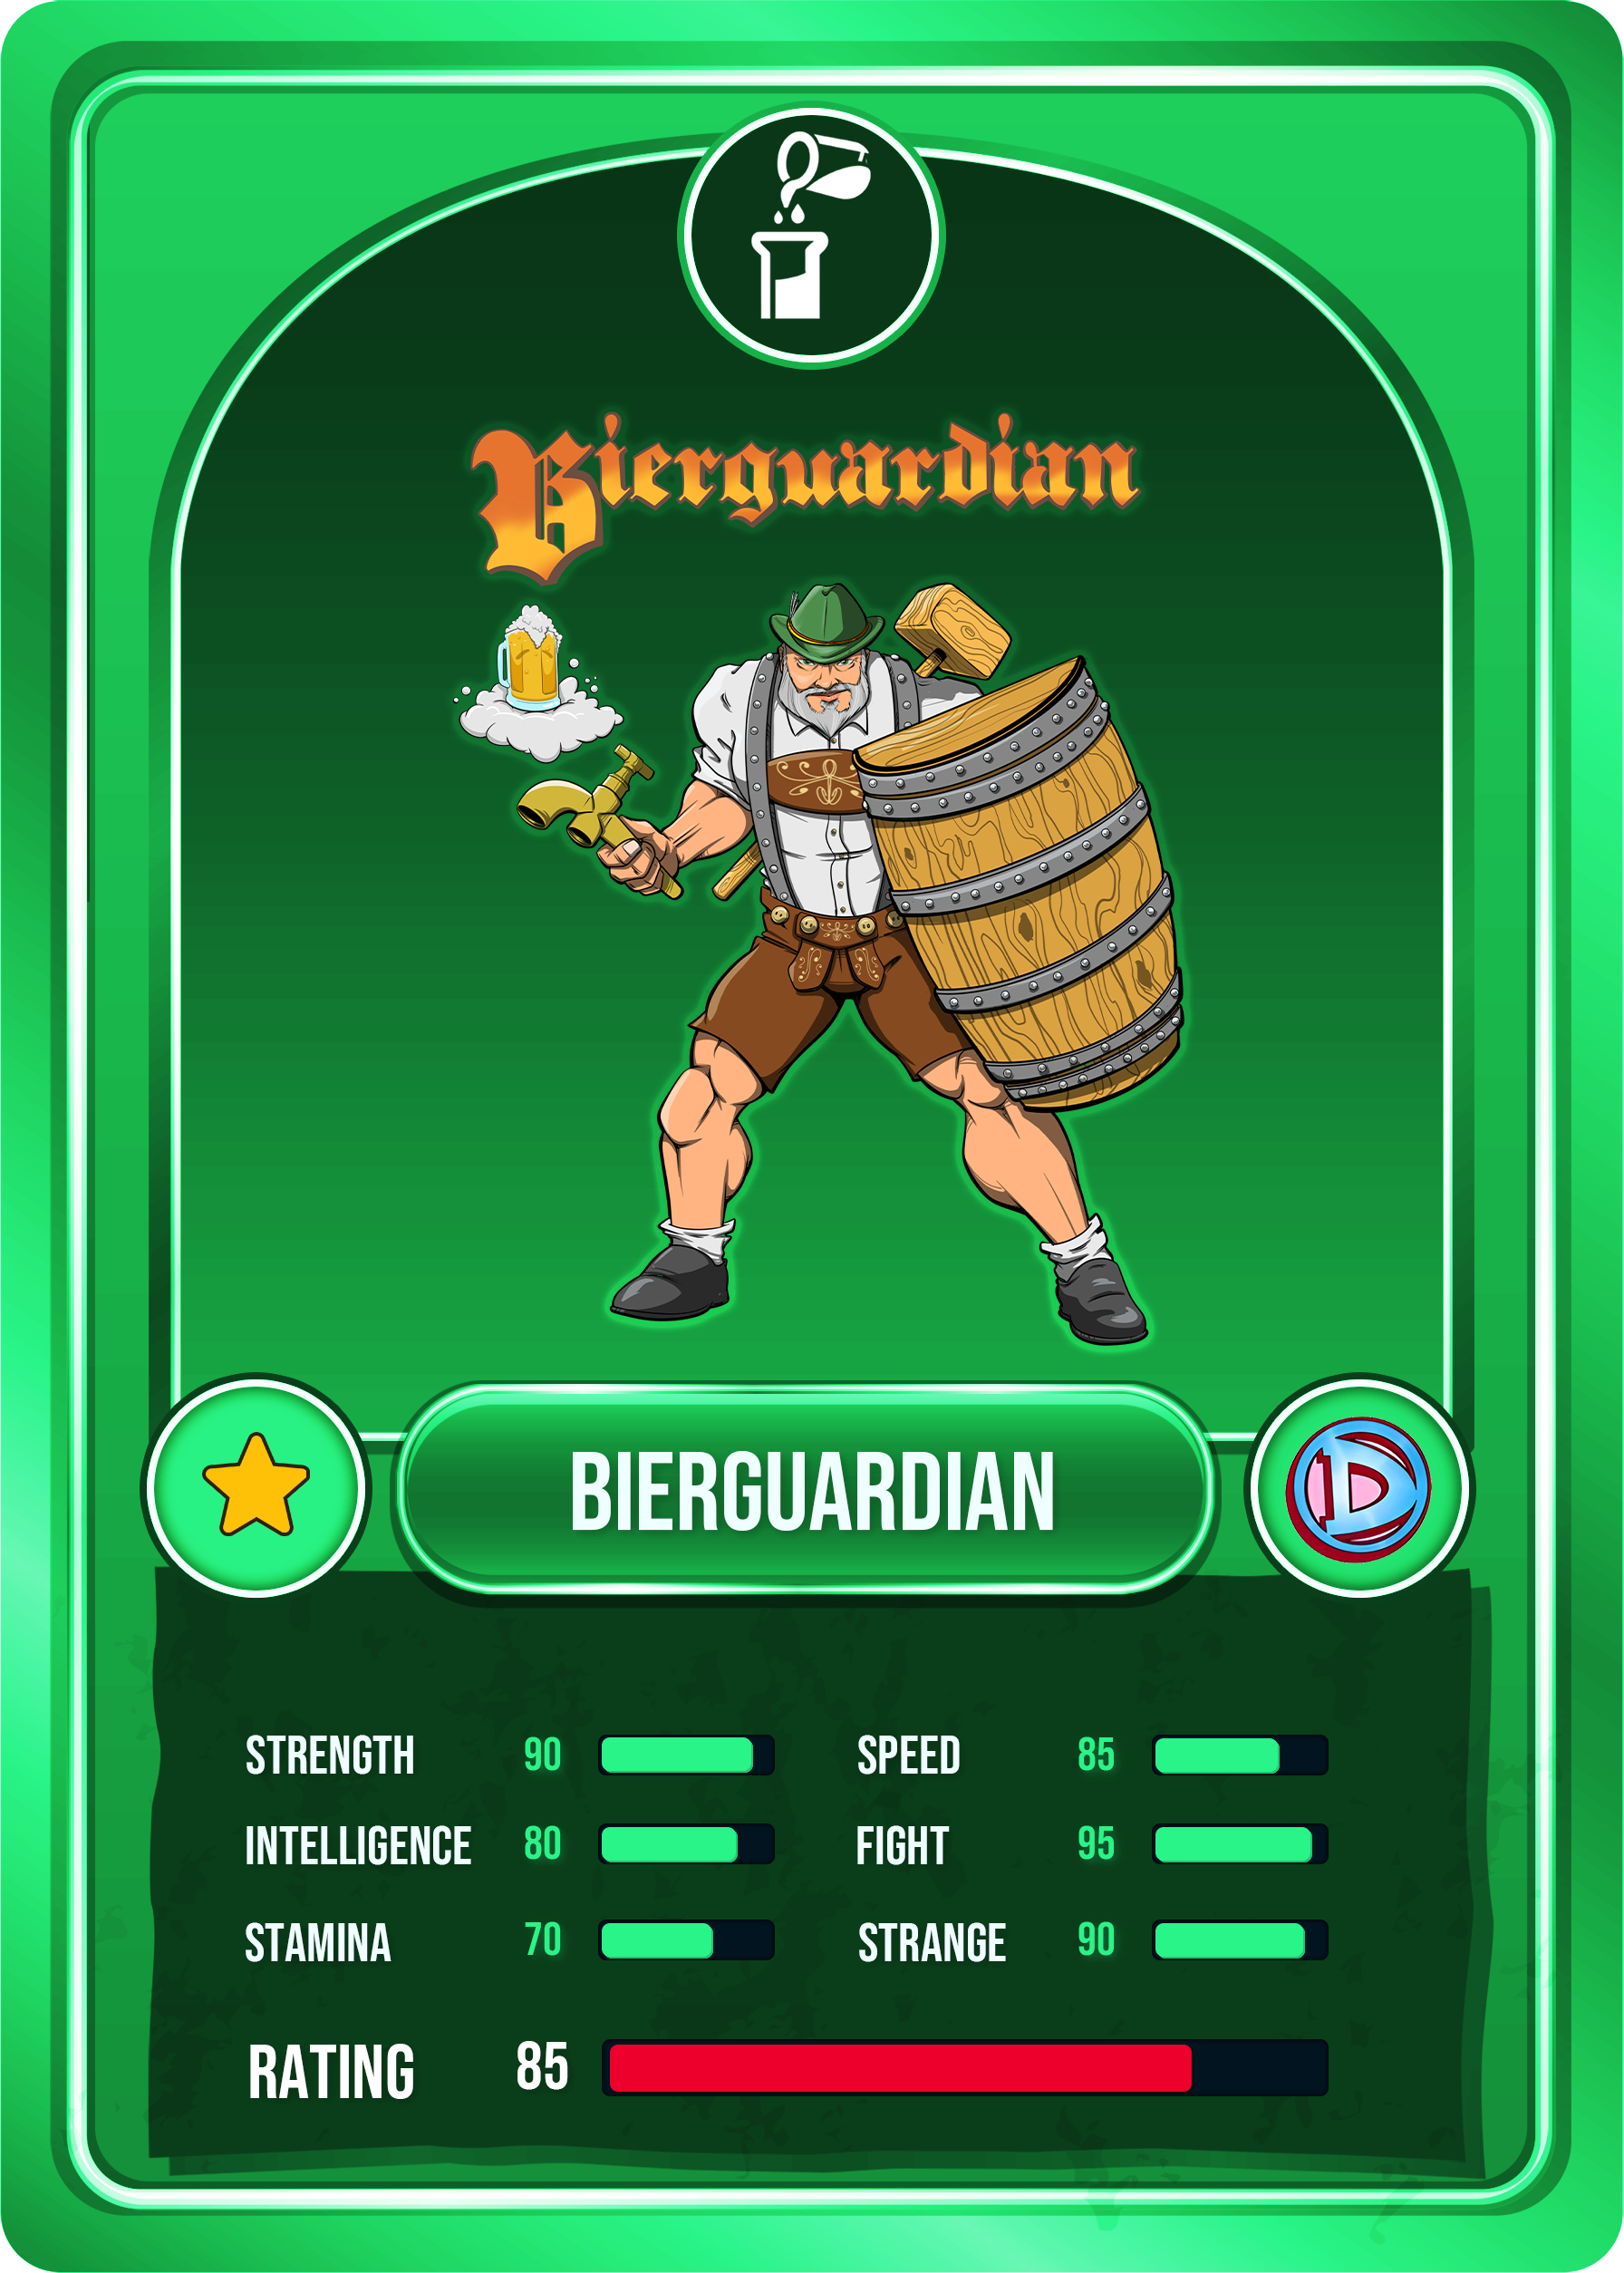 Bierguardian
BIERGUARDIAN
D
STRENGTH 90 SPEED 85
INTELLIGENCE 80 FIGHT 95
STAMINA 70 STRANGE 90
RATING 85